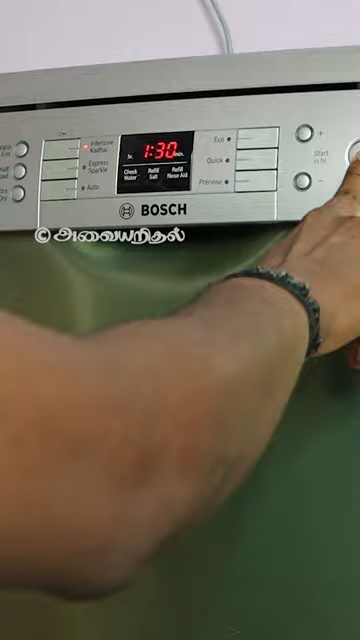 Intensive
Kadhai
Express
Sparkle
Auto
hr. 1:30 min.
Check
Water
Refill
Salt
Refill
Rinse Aid
Eco
Quick
Prerinse
+
Start
in hr.
-
BOSCH
© அவையறிதல்